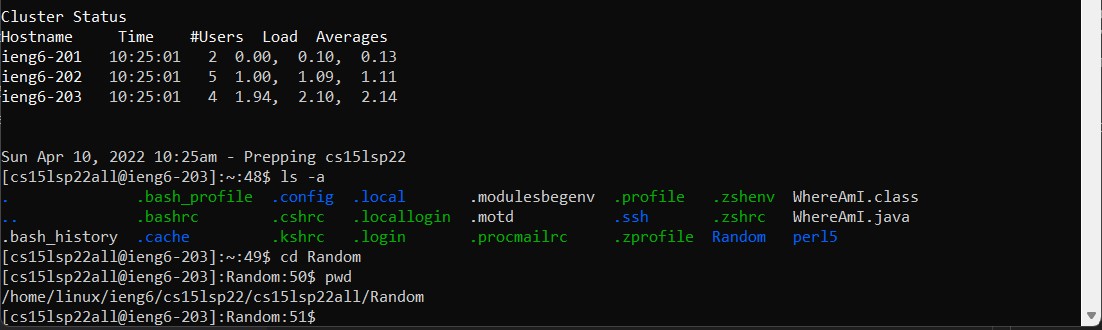 Cluster Status
Hostname     Time    #Users  Load  Averages
ieng6-201   10:25:01   2  0.00,  0.10,  0.13
ieng6-202   10:25:01   5  1.00,  1.09,  1.11
ieng6-203   10:25:01   4  1.94,  2.10,  2.14
Sun Apr 10, 2022 10:25am - Prepping cs15lsp22
[cs15lsp22all@ieng6-203]:~:48$ ls -a
.              .bash_profile  .config  .local       .modulesbegenv  .profile   .zshenv  WhereAmI.class
..             .bashrc        .cshrc   .locallogin  .motd           .ssh       .zshrc   WhereAmI.java
.bash_history  .cache         .kshrc   .login       .procmailrc     .zprofile  Random   perl5
[cs15lsp22all@ieng6-203]:~:49$ cd Random
[cs15lsp22all@ieng6-203]:Random:50$ pwd
/home/linux/ieng6/cs15lsp22/cs15lsp22all/Random
[cs15lsp22all@ieng6-203]:Random:51$